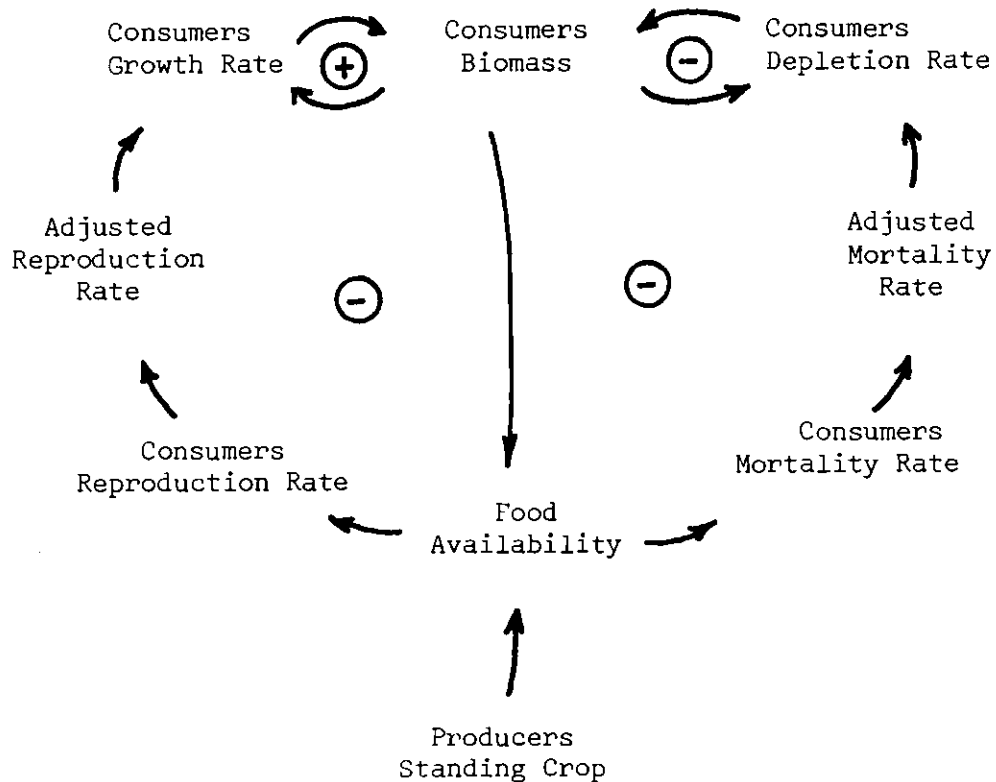 Consumers
Growth Rate
+
Consumers
Biomass
-
Consumers
Depletion Rate
Adjusted
Reproduction
Rate
-
-
Adjusted
Mortality
Rate
Consumers
Reproduction Rate
Consumers
Mortality Rate
Food
Availability
Producers
Standing Crop